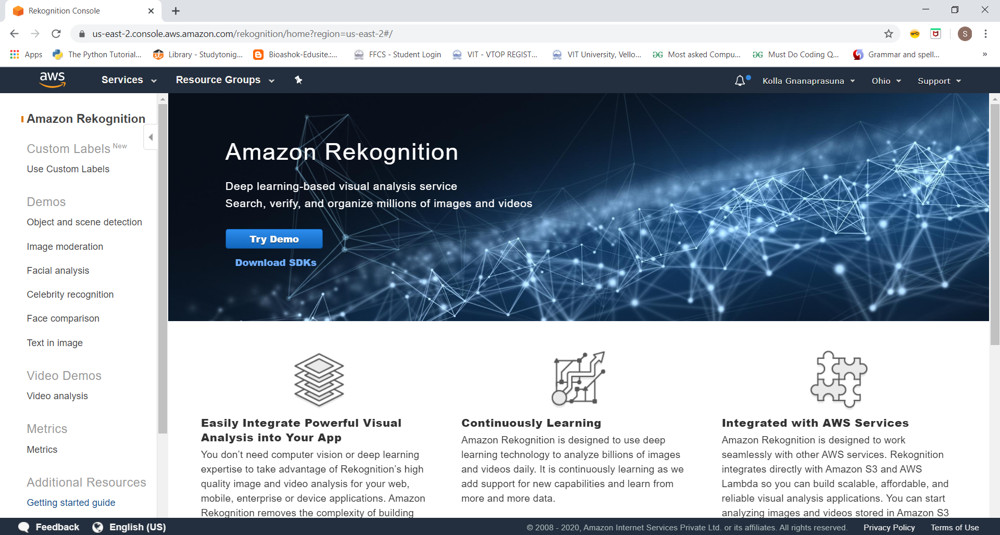 Rekognition Console
us-east-2.console.aws.amazon.com/rekognition/home?region=us-east-2#/
S
Apps
The Python Tutorial...
Library - Studytonig...
Bioashok-Edusite:...
FFCS - Student Login
VIT - VTOP REGIST...
VIT University, Vello...
Most asked Compu...
Must Do Coding Q...
Grammar and spell...
»
aws
Services
Resource Groups
Kolla Gnanaprasuna
Ohio
Support
Amazon Rekognition
Custom Labels New
Use Custom Labels
Demos
Object and scene detection
Image moderation
Facial analysis
Celebrity recognition
Face comparison
Text in image
Video Demos
Video analysis
Metrics
Metrics
Additional Resources
Getting started guide
Amazon Rekognition
Deep learning-based visual analysis service
Search, verify, and organize millions of images and videos
Try Demo
Download SDKs
Easily Integrate Powerful Visual
Analysis into Your App
You don't need computer vision or deep learning
expertise to take advantage of Rekognition's high
quality image and video analysis for your web,
mobile, enterprise or device applications. Amazon
Rekognition removes the complexity of building
Continuously Learning
Amazon Rekognition is designed to use deep
learning technology to analyze billions of images
and videos daily. It is continuously learning as we
add support for new capabilities and learn from
more and more data.
Integrated with AWS Services
Amazon Rekognition is designed to work
seamlessly with other AWS services. Rekognition
integrates directly with Amazon S3 and AWS
Lambda so you can build scalable, affordable, and
reliable visual analysis applications. You can start
analyzing images and videos stored in Amazon S3
Feedback
English (US)
© 2008 - 2020, Amazon Internet Services Private Ltd. or its affiliates. All rights reserved.
Privacy Policy
Terms of Use